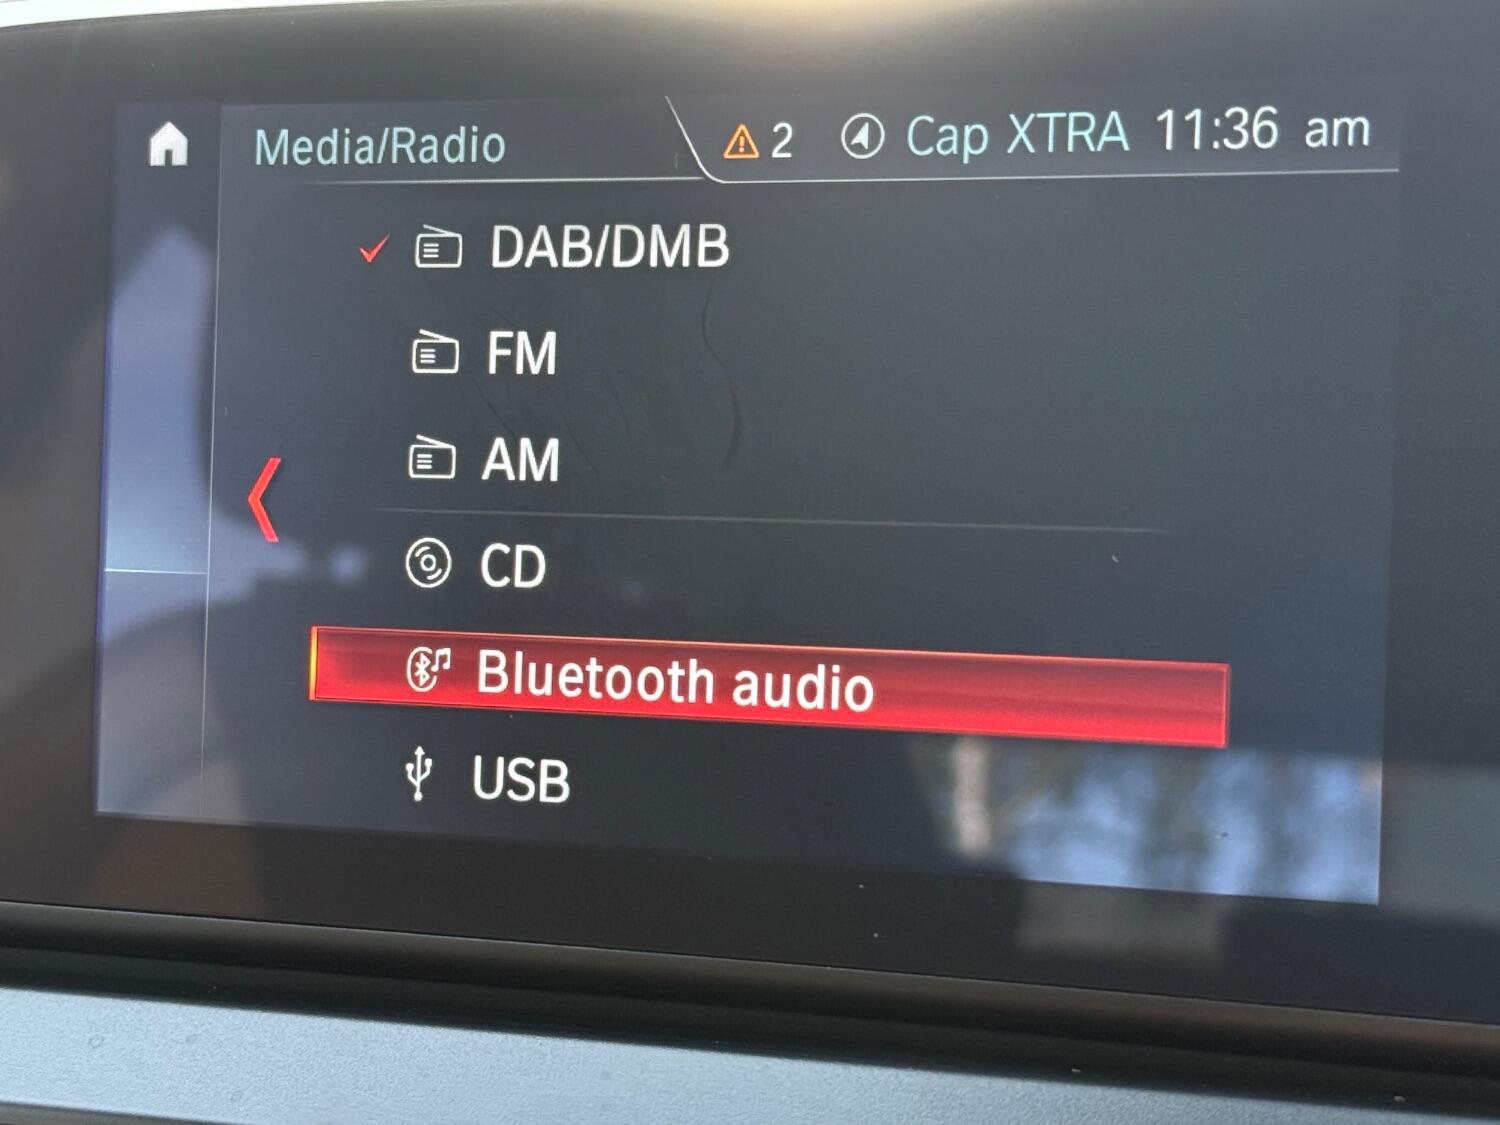 Media/Radio 2 Cap XTRA 11:36 am
DAB/DMB
FM
AM
CD
Bluetooth audio
USB